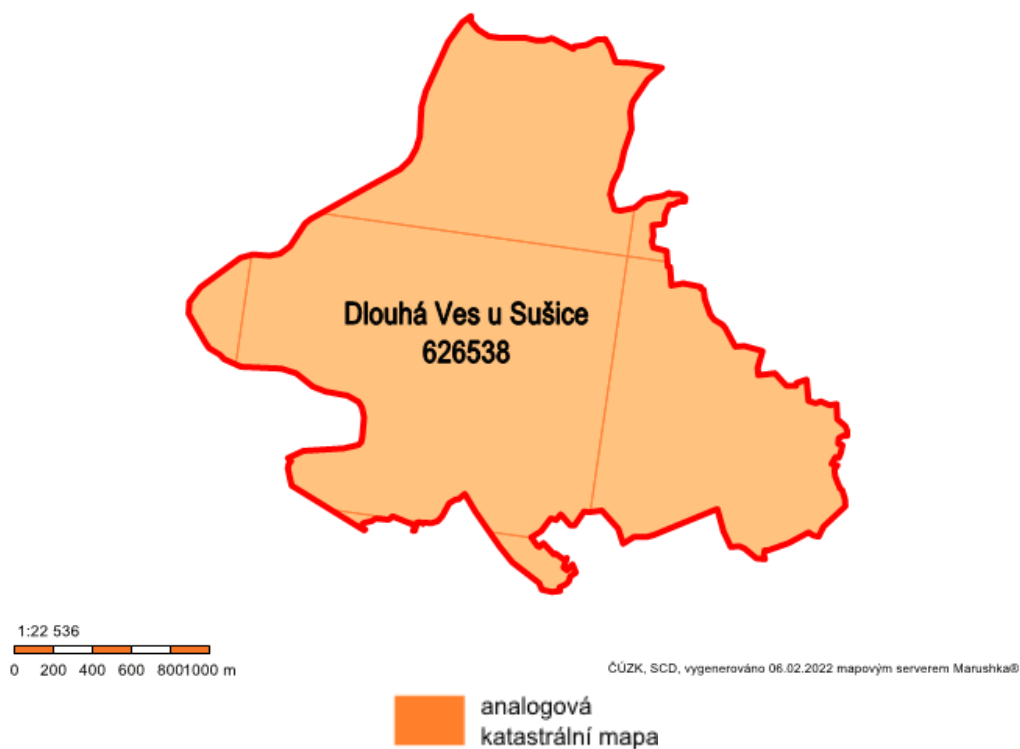 Dlouhá Ves u Sušice
626538
1:22 536
0 200 400 600 8001000 m
ČÚZK, SCD, vygenerováno 06.02.2022 mapovým serverem Marushka®
analogová
katastrální mapa